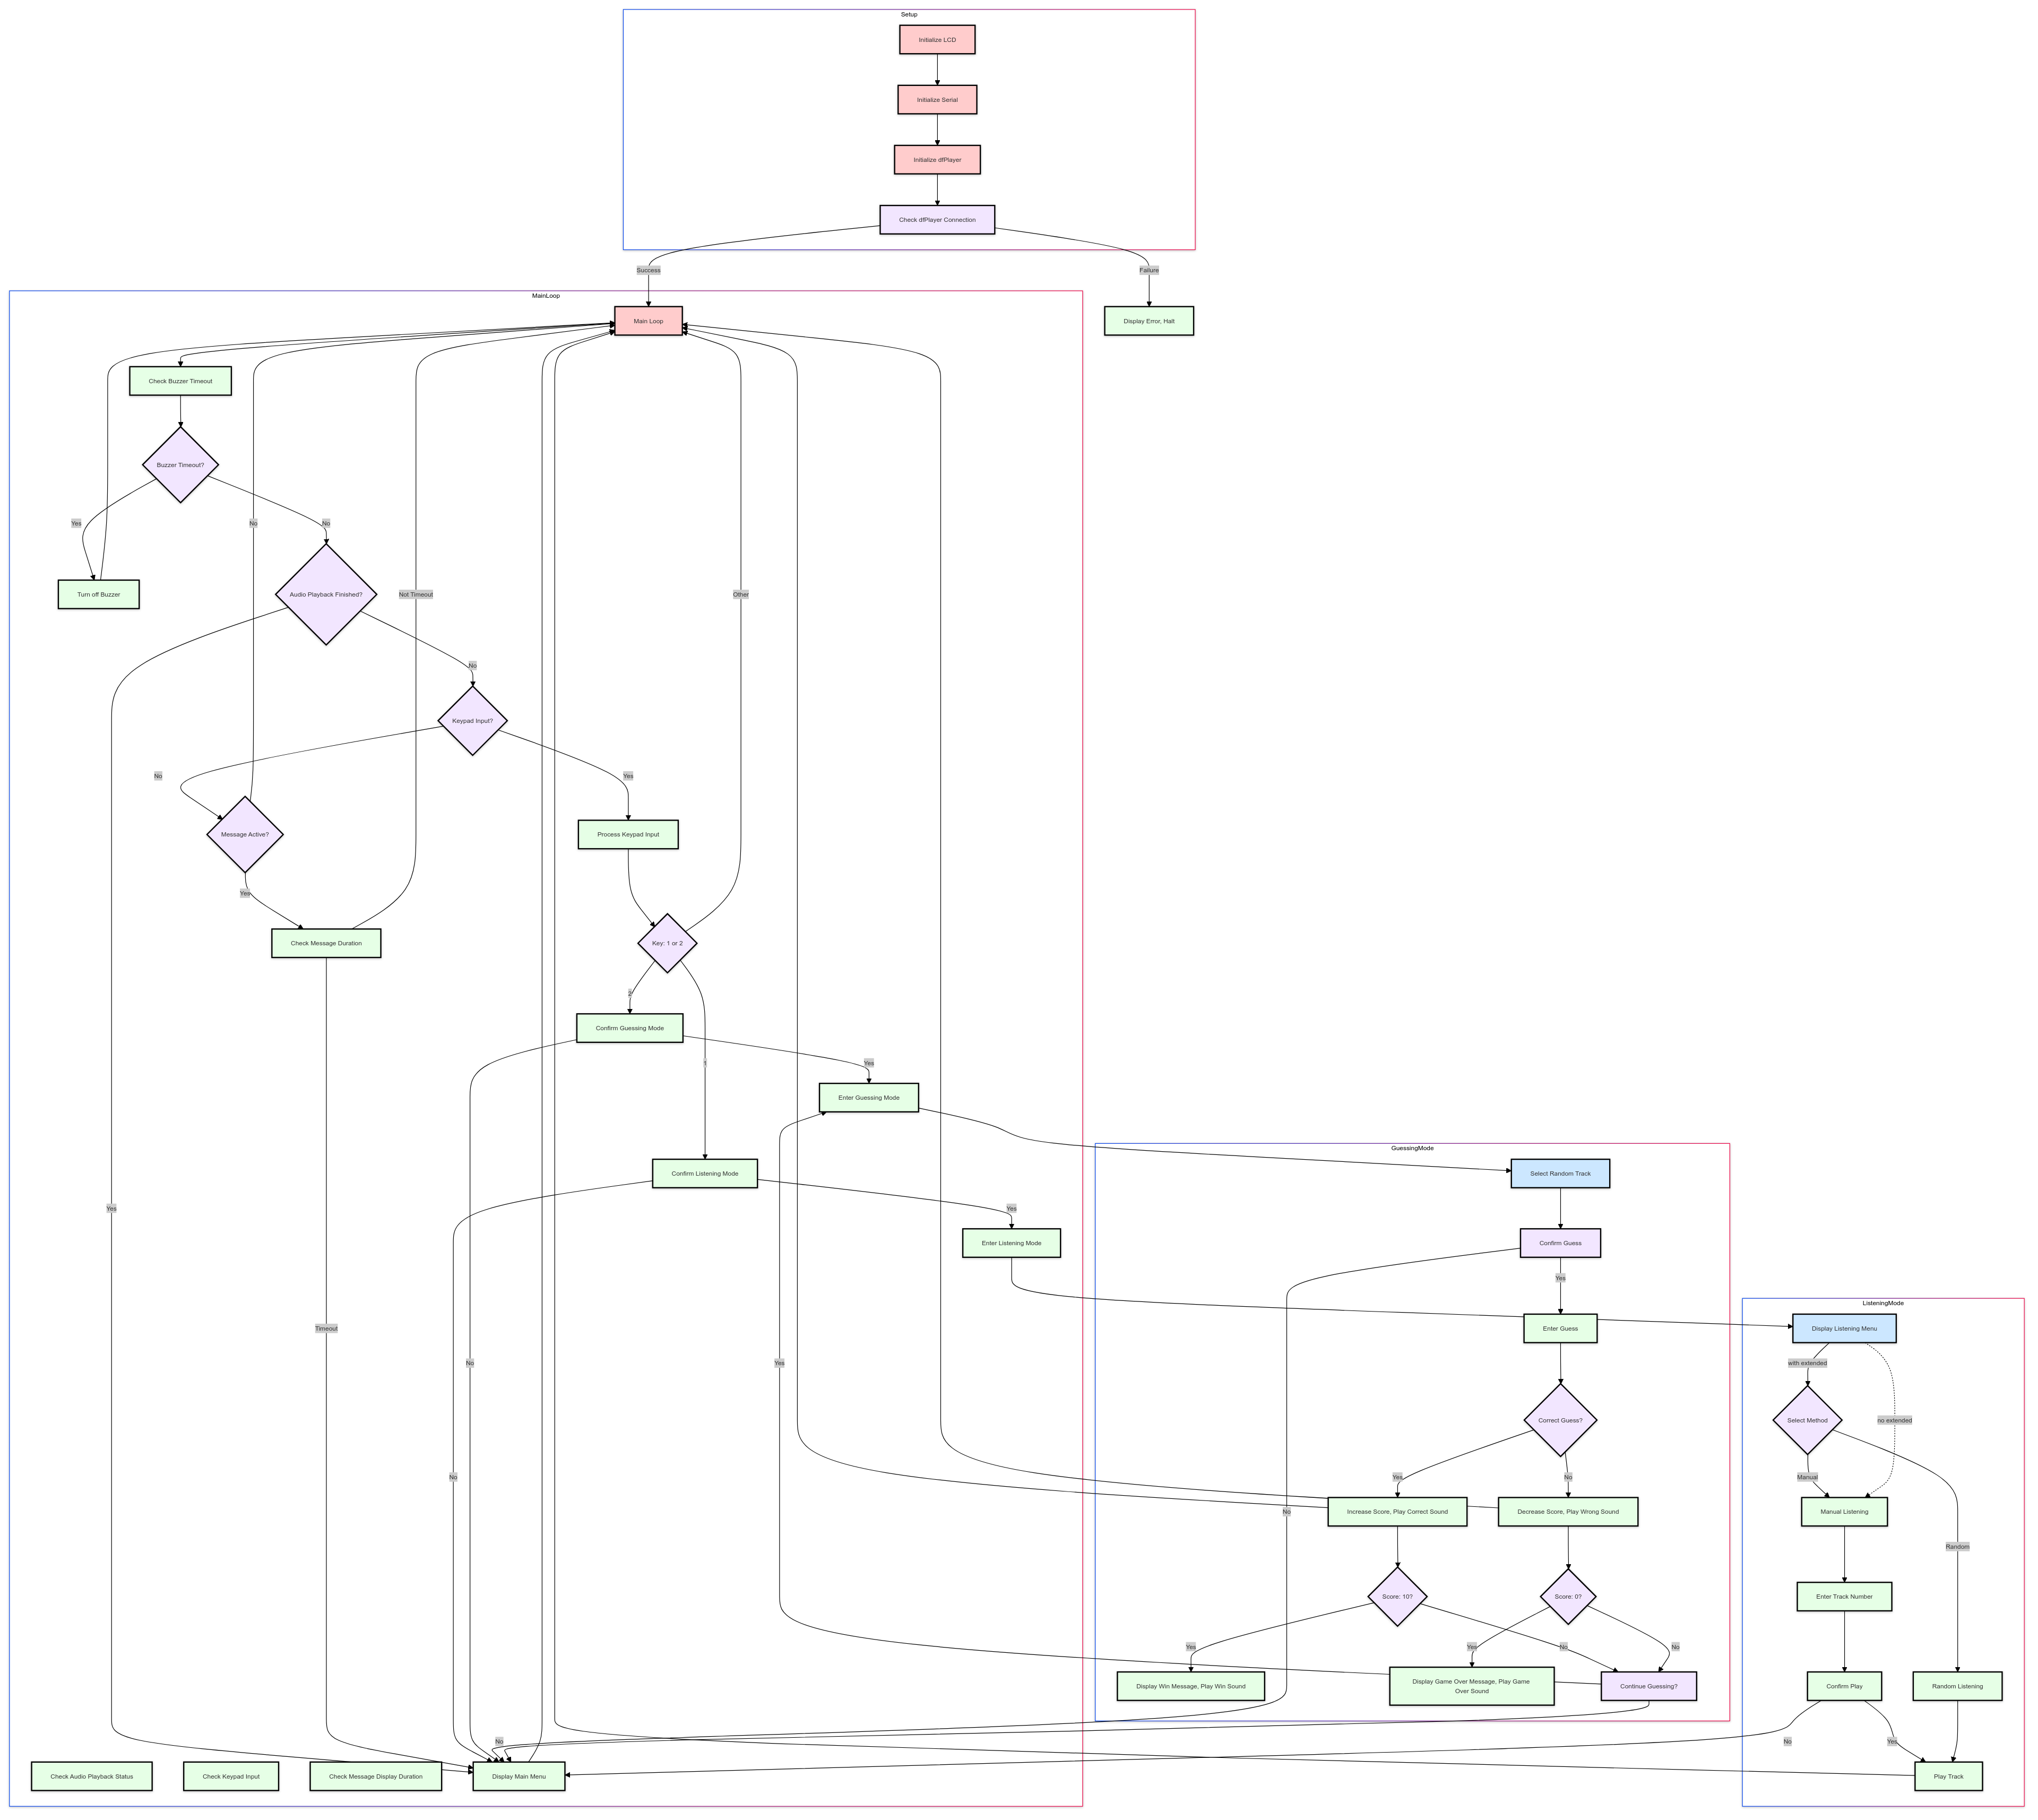 Setup
Initialize LCD
Initialize Serial
Initialize dfPlayer
Check dfPlayer Connection
Success
Failure
MainLoop
Main Loop
Display Error, Halt
Check Buzzer Timeout
Buzzer Timeout?
Yes
No
No
Turn off Buzzer
Audio Playback Finished?
Not Timeout
Other
No
Keypad Input?
No
Yes
Message Active?
Process Keypad Input
Yes
Check Message Duration
Key: 1 or 2
2
Confirm Guessing Mode
1
Yes
Enter Guessing Mode
GuessingMode
Confirm Listening Mode
Select Random Track
Yes
Yes
Enter Listening Mode
Confirm Guess
Yes
ListeningMode
Timeout
Enter Guess
Display Listening Menu
No
Yes
with extended
Correct Guess?
Select Method
no extended
No
Yes
No
Manual
No
Increase Score, Play Correct Sound
Decrease Score, Play Wrong Sound
Manual Listening
Random
Score: 10?
Score: 0?
Enter Track Number
Yes
Yes
No
No
Display Win Message, Play Win Sound
Display Game Over Message, Play Game
Over Sound
Continue Guessing?
Confirm Play
Random Listening
No
No
Yes
Check Audio Playback Status
Check Keypad Input
Check Message Display Duration
Display Main Menu
Play Track